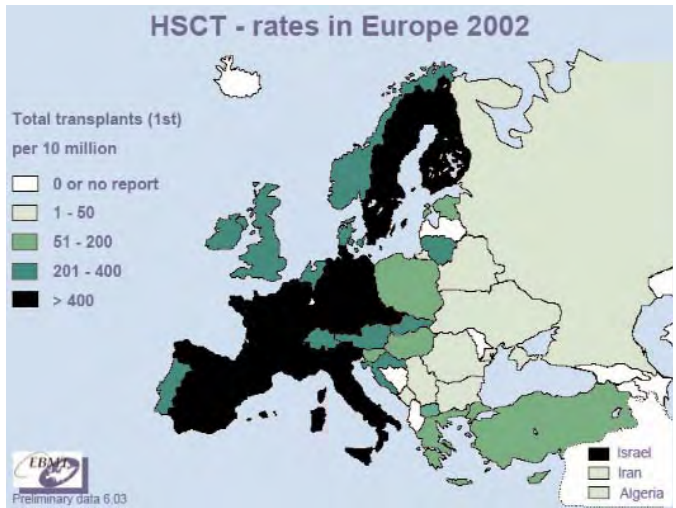 HSCT - rates in Europe 2002
Total transplants (1st)
per 10 million
0 or no report
1 - 50
51 - 200
201 - 400
> 400
Israel
Iran
Algeria
EBMT
Preliminary data 6.03